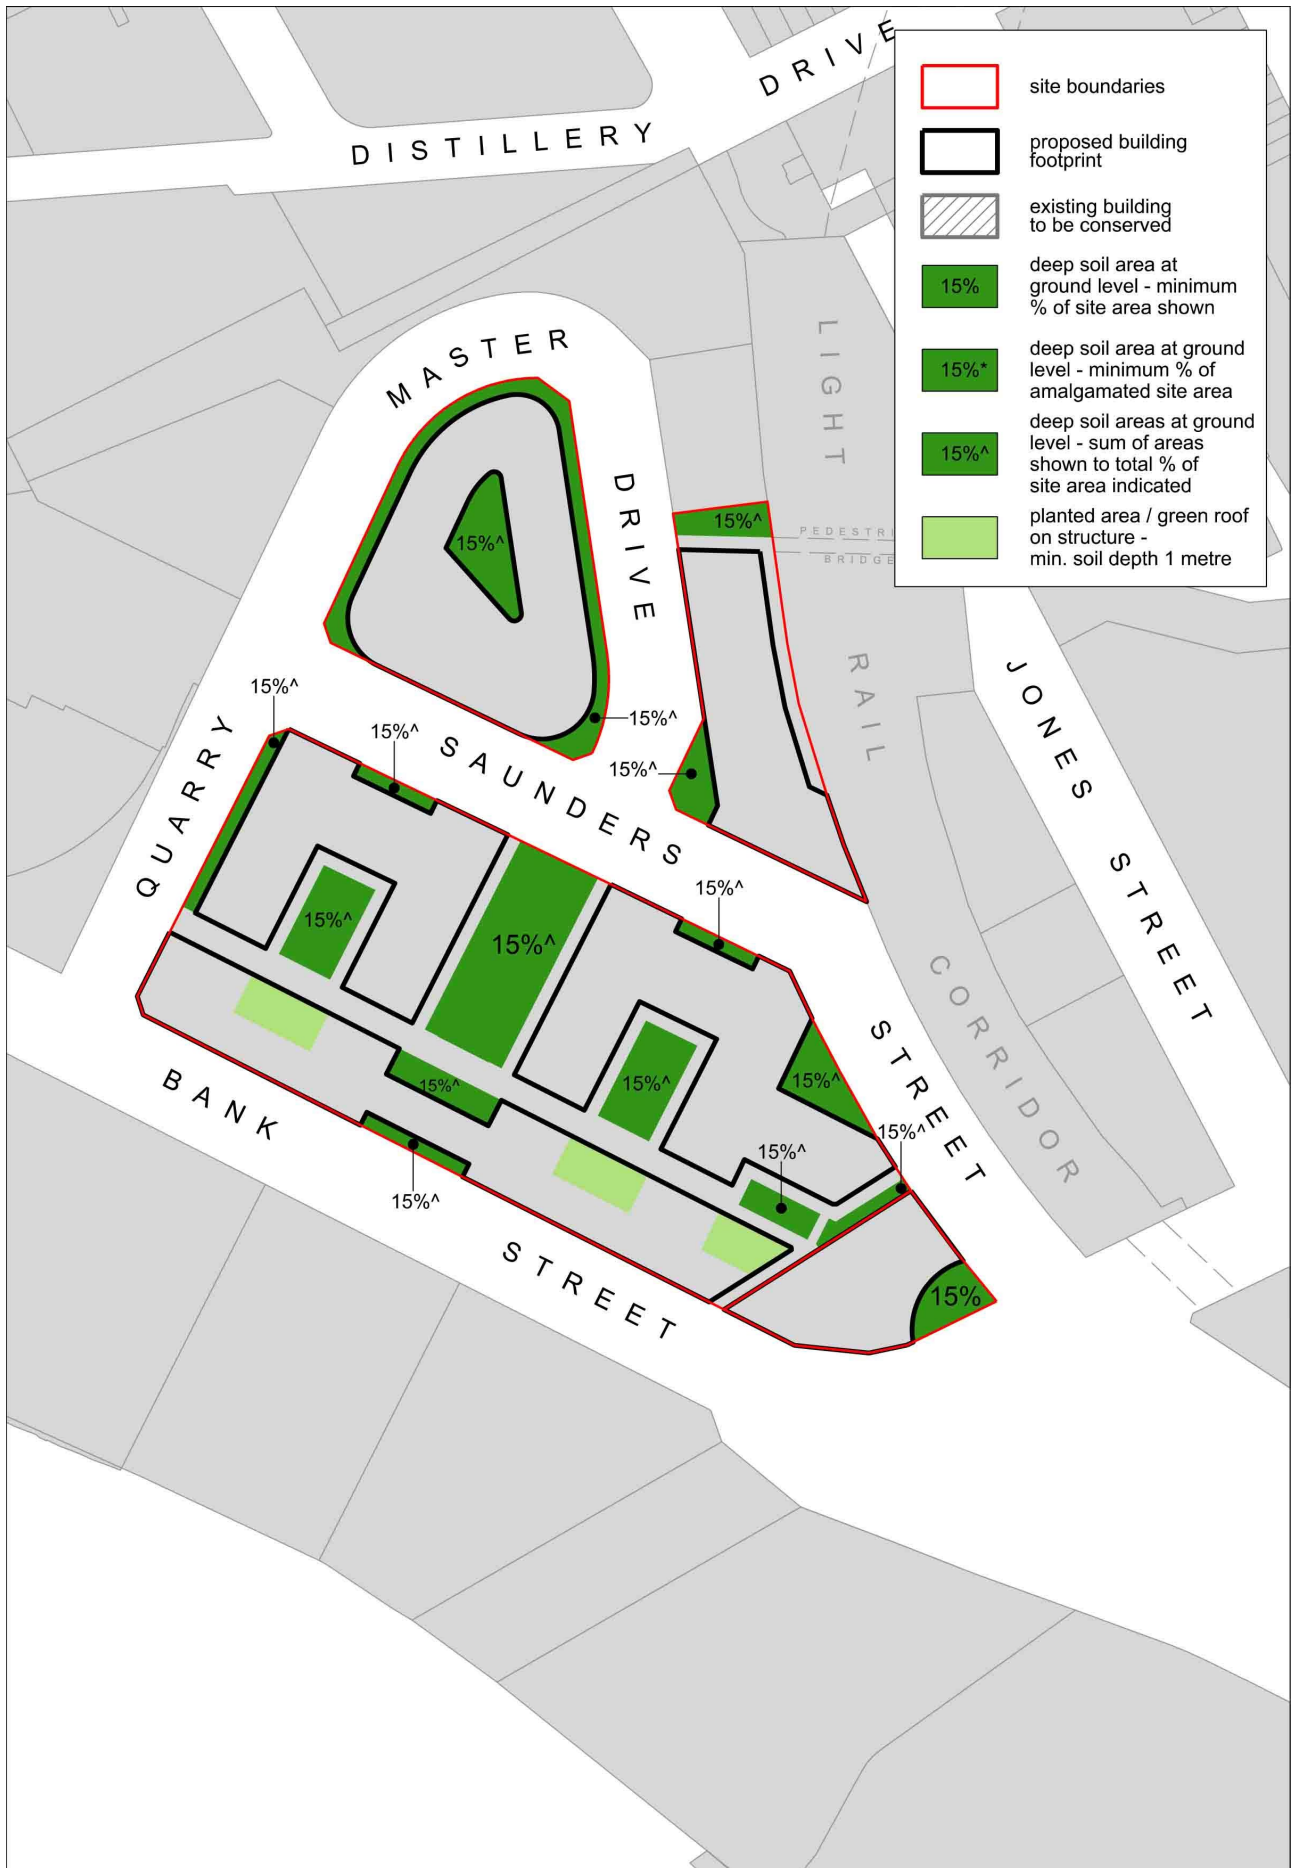 DRIVE
DISTILLERY
site boundaries
proposed building
footprint
existing building
to be conserved
15%
deep soil area at
ground level - minimum
% of site area shown
15%*
deep soil area at ground
level - minimum % of
amalgamated site area
15%^
deep soil areas at ground
level - sum of areas
shown to total % of
site area indicated
planted area / green roof
on structure -
min. soil depth 1 metre
MASTER
DRIVE
LIGHT
RAIL
CORRIDOR
15%^
PEDESTRI
BRIDGE
15%^
15%^
15%^
JONES STREET
QUARRY
15%^
15%^
SAUNDERS
STREET
15%^
15%^
15%^
15%^
15%^
15%^
15%^
15%^
15%^
BANK
STREET
15%